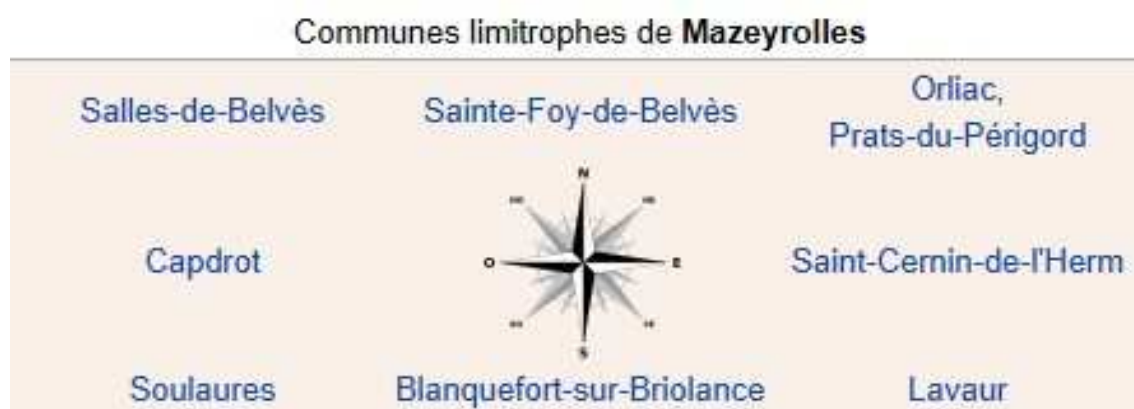 Communes limitrophes de Mazeyrolles
Salles-de-Belvès
Sainte-Foy-de-Belvès
Orliac,
Prats-du-Périgord
N
Capdrot
O
E
Saint-Cernin-de-l'Herm
S
Soulaures
Blanquefort-sur-Briolance
Lavaur